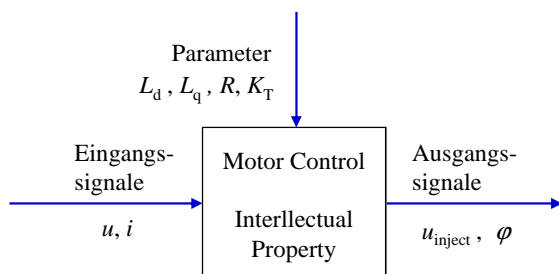 Parameter
L_d , L_q , R, K_T
Eingangs-
signale
u, i
Motor Control
Interllectual
Property
Ausgangs-
signale
u_inject , φ